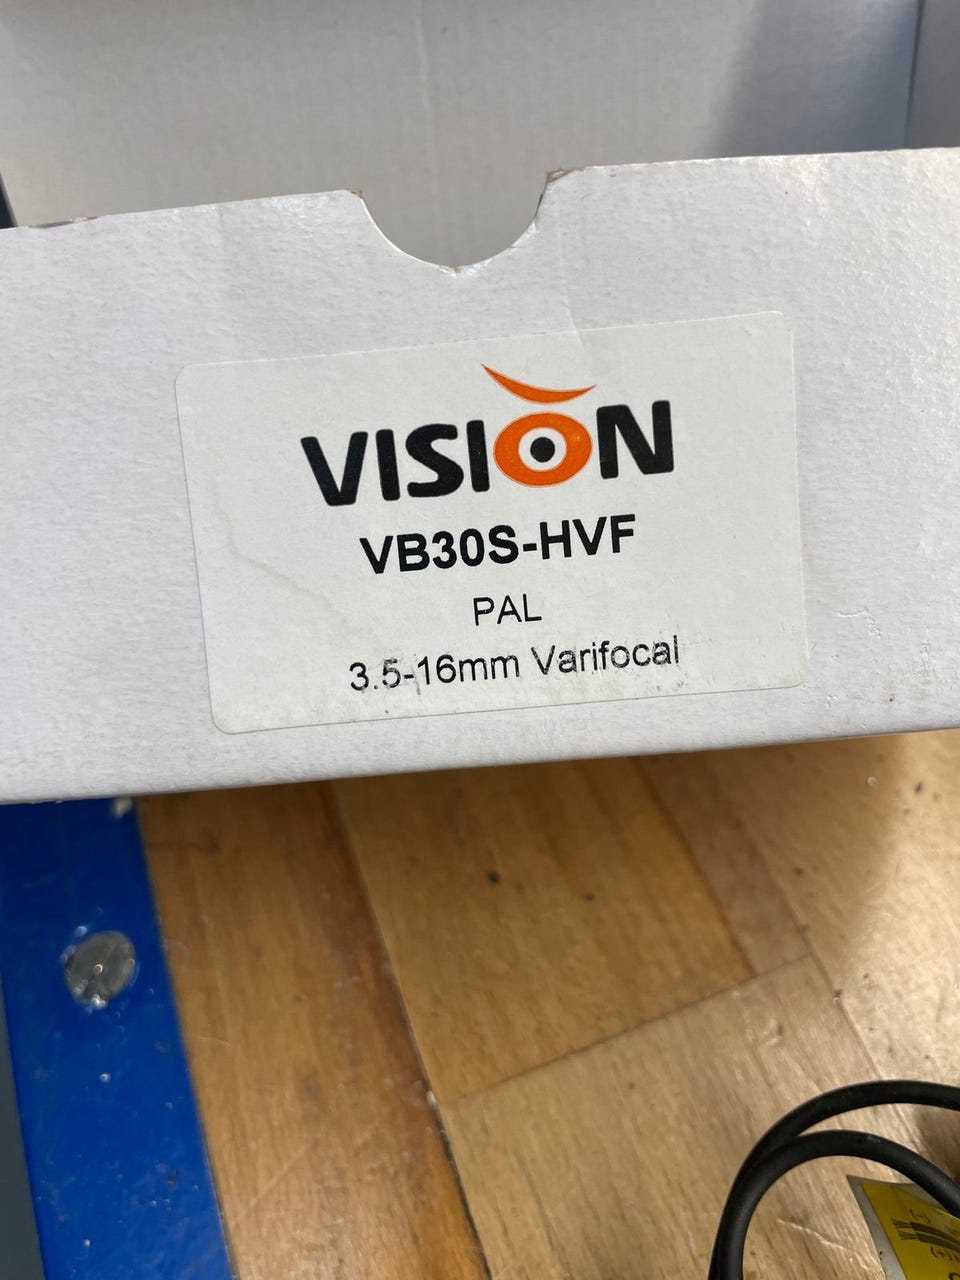 VISION
VB30S-HVF
PAL
3.5-16mm Varifocal